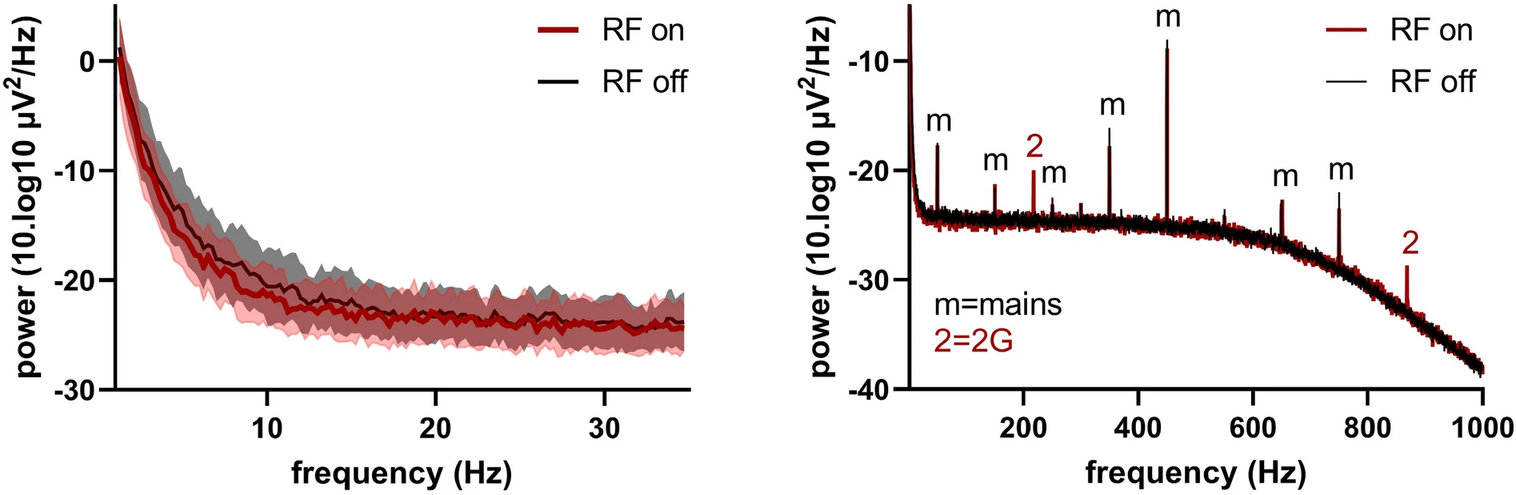 power (10.log10 µV²/Hz)
0
-10
-20
-30
10
20
30
frequency (Hz)
RF on
RF off
power (10.log10 µV²/Hz)
-10
-20
-30
-40
200
400
600
800
1000
frequency (Hz)
RF on
RF off
m
m
2
m
m
m
m
m
2
m=mains
2=2G